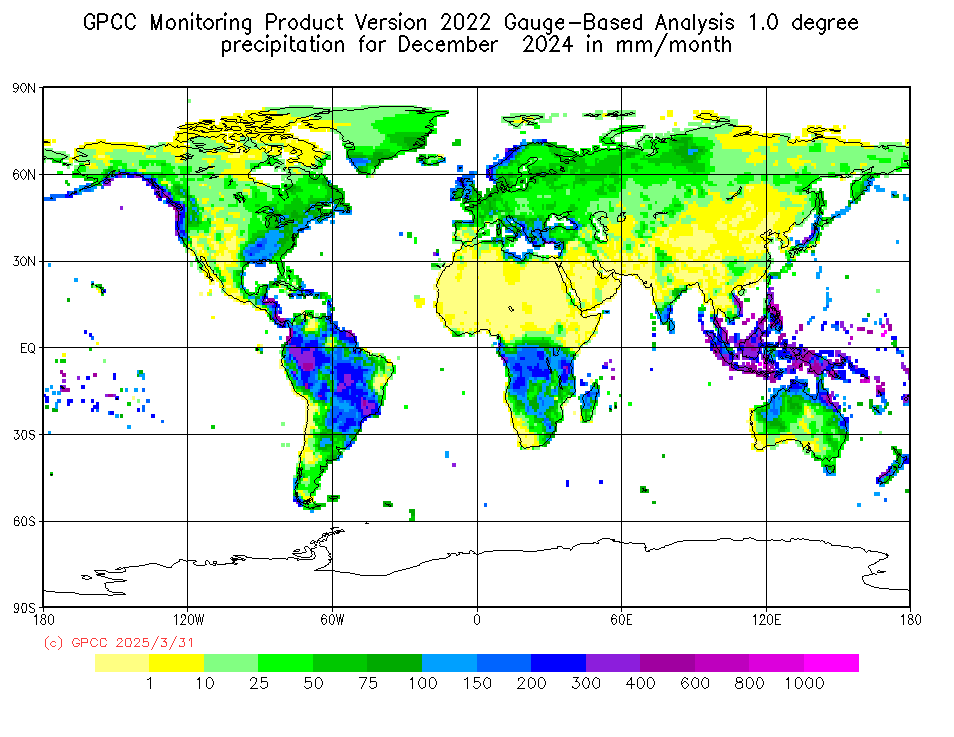 GPCC Monitoring Product Version 2022 Gauge-Based Analysis 1.0 degree
precipitation for December  2024 in mm/month
90N
60N
30N
EQ
30S
60S
90S
180 120W 60W 0 60E 120E 180
(c) GPCC 2025/3/31
1 10 25 50 75 100 150 200 300 400 600 800 1000